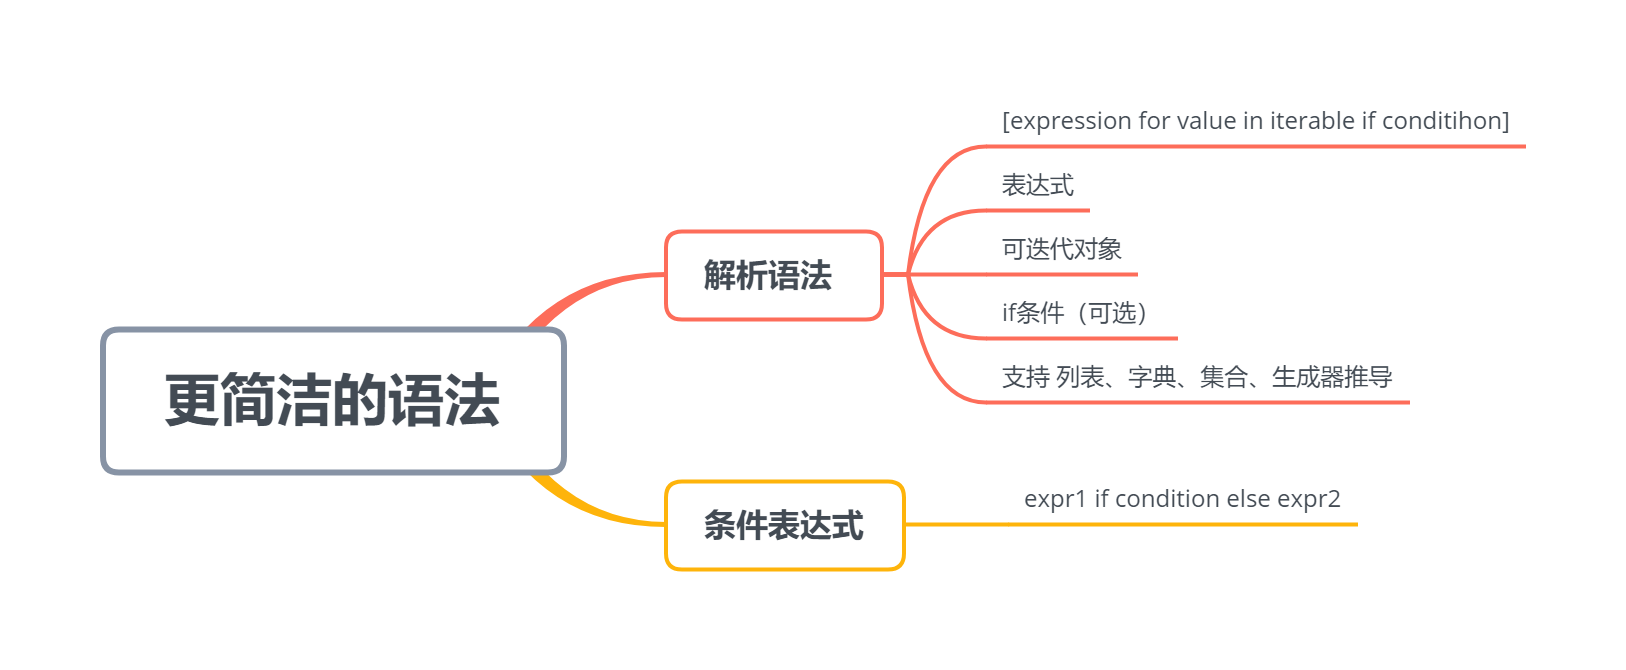 更简洁的语法
解析语法
[expression for value in iterable if conditihon]
表达式
可迭代对象
if条件（可选）
支持 列表、字典、集合、生成器推导
条件表达式
expr1 if condition else expr2